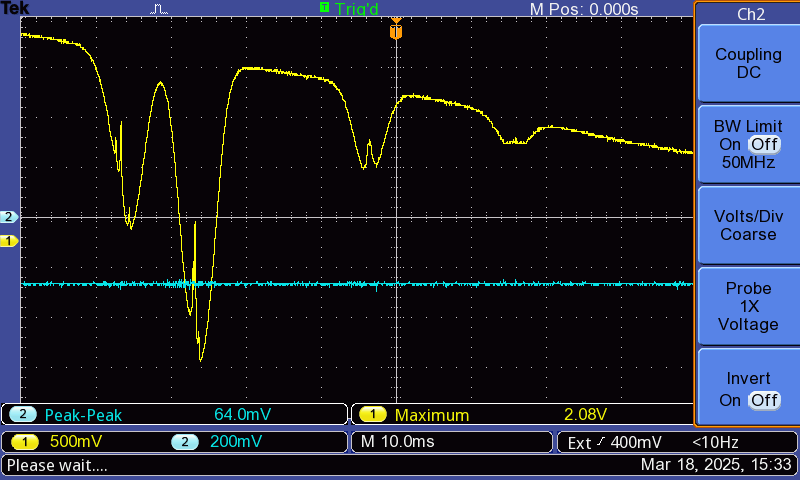 Tek
T Trig'd
M Pos: 0.000s
T
Ch2
Coupling
DC
BW Limit
On Off
50MHz
Volts/Div
Coarse
Probe
1X
Voltage
Invert
On Off
2
1
2 Peak-Peak 64.0mV
1 Maximum 2.08V
1 500mV 2 200mV
M 10.0ms
Ext 400mV <10Hz
Please wait....
Mar 18, 2025, 15:33